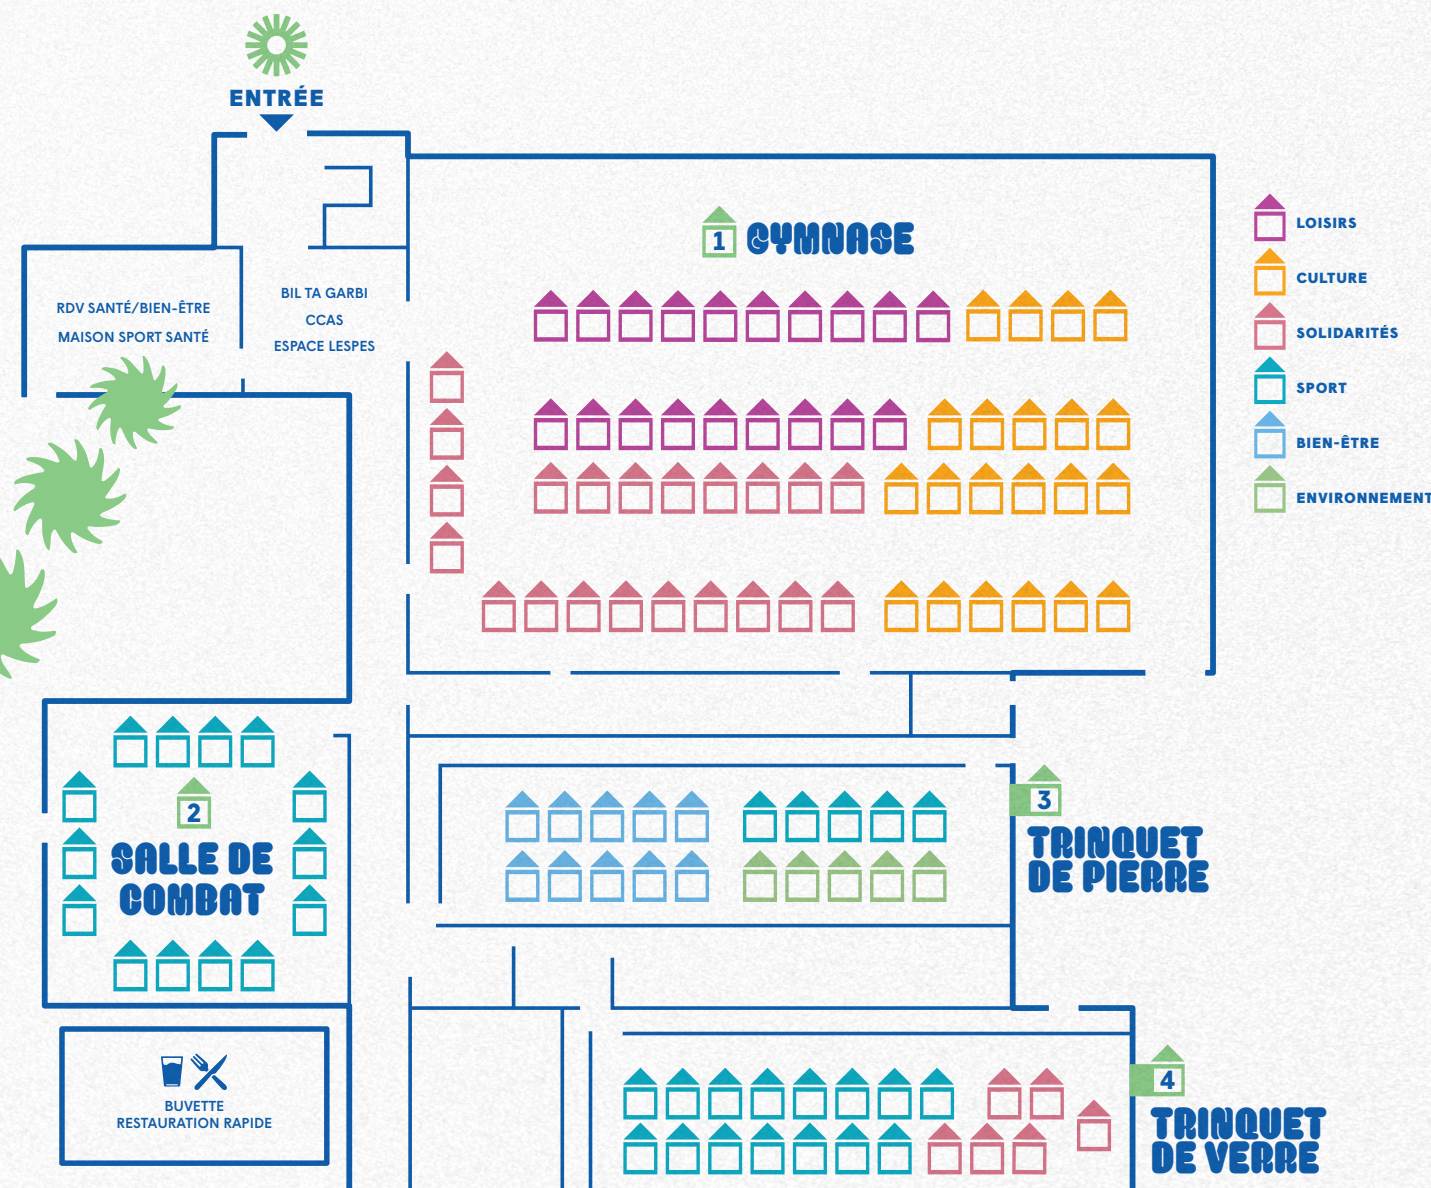 ENTRÉE
1 GYMNASE
LOISIRS
CULTURE
SOLIDARITÉS
SPORT
BIEN-ÊTRE
ENVIRONNEMENT
RDV SANTÉ/BIEN-ÊTRE
MAISON SPORT SANTÉ
BIL TA GARBI
CCAS
ESPACE LESPES
2
SALLE DE
COMBAT
3
TRINQUET
DE PIERRE
BUVETTE
RESTAURATION RAPIDE
4
TRINQUET
DE VERRE